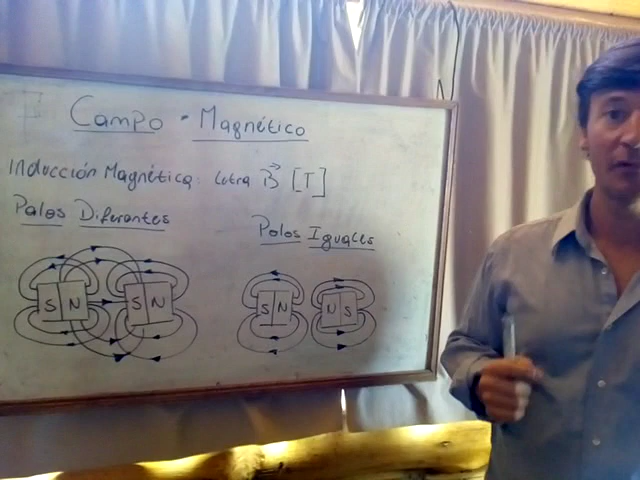 Campo - Magnético
Inducción Magnética: Letra B [T]
Polos Diferentes
Polos Iguales
S N S N
S N N S